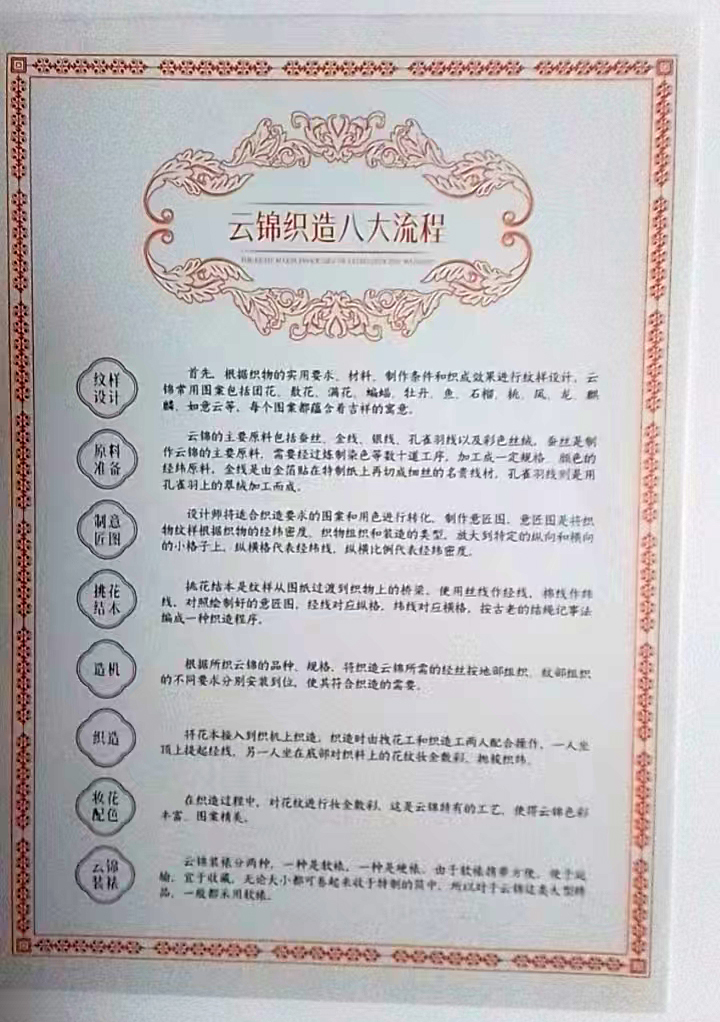 云锦织造八大流程
纹样
设计
首先，根据织物的实用要求、材料、制作条件和织成效果进行纹样设计，云
锦常用图案包括团花、散花、满花、蝙蝠、牡丹、鱼、石榴、桃、凤、龙、麒
麟、如意云等，每个图案都蕴含着吉祥的寓意。
原料
准备
云锦的主要原料包括蚕丝、金线、银线、孔雀羽线以及彩色丝绒，蚕丝是制
作云锦的主要原料，需要经过炼制染色等数十道工序，加工成一定规格、颜色的
经纬原料，金线是由金箔贴在特制纸上再切成细丝的名贵线材，孔雀羽线则是用
孔雀羽上的翠绒加工而成。
制意
匠图
设计师将适合织造要求的图案和用色进行转化，制作意匠图，意匠图是将织
物纹样根据织物的经纬密度、织物组织和装造的类型，放大到特定的纵向和横向
的小格子上，纵横格代表经纬线，纵横比例代表经纬密度。
挑花
结本
挑花结本是纹样从图纸过渡到织物上的桥梁，使用丝线作经线，棉线作纬
线，对照绘制好的意匠图，经线对应纵格，纬线对应横格，按古老的结绳记事法
编成一种织造程序。
造机
根据所织云锦的品种、规格，将织造云锦所需的经丝按地部组织、纹部组织
的不同要求分别安装到位，使其符合织造的需要。
织造
将花本接入到织机上织造，织造时由拽花工和织造工两人配合操作，一人坐
顶上提起经线，另一人坐在底部对织料上的花纹妆金敷彩、抛梭织纬。
妆花
配色
在织造过程中，对花纹进行妆金敷彩，这是云锦特有的工艺，使得云锦色彩
丰富、图案精美。
云锦
装裱
云锦装裱分两种，一种是软裱，一种是硬裱，由于软裱携带方便，便于运
输，宜于收藏，无论大小都可卷起来收于特制的筒中，所以对于云锦这类大型锦
品，一般都采用软裱。